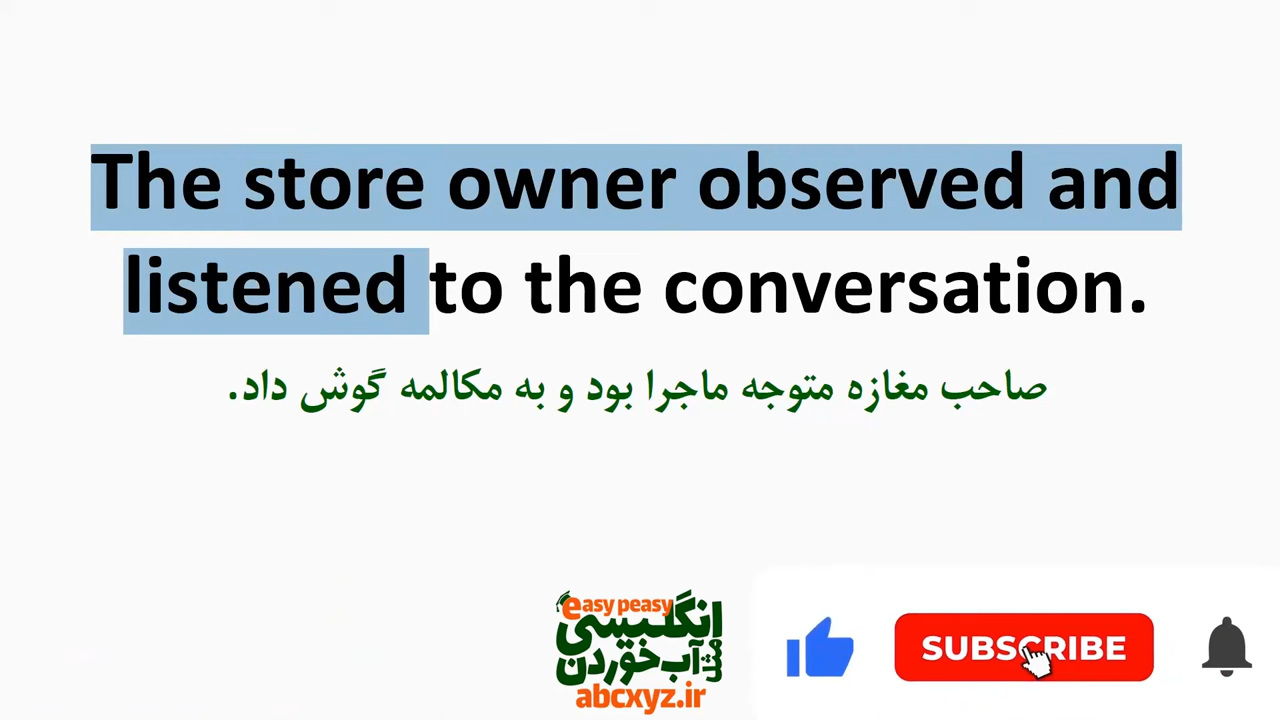 The store owner observed and
listened to the conversation.
صاحب مغازه متوجه ماجرا بود و به مکالمه گوش داد.
easy peasy
انگلیسی
مثل آب خوردن
abcxyz.ir
SUBSCRIBE